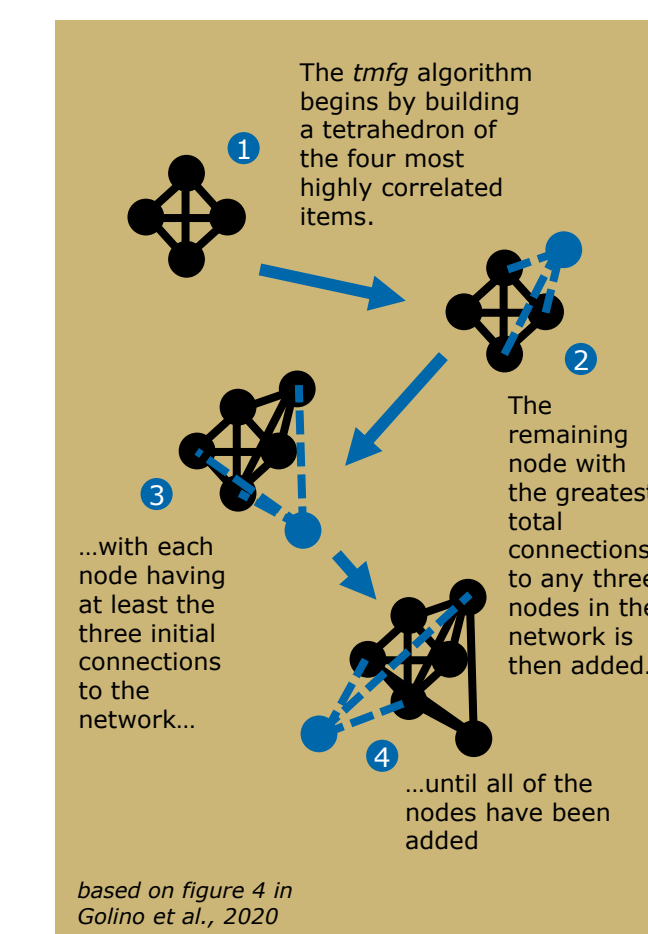 The tmfg algorithm
begins by building
a tetrahedron of
the four most
highly correlated
items.
1
2
The
remaining
node with
the greatest
total
connections
to any three
nodes in the
network is
then added.
3
…with each
node having
at least the
three initial
connections
to the
network…
4
…until all of the
nodes have been
added
based on figure 4 in
Golino et al., 2020